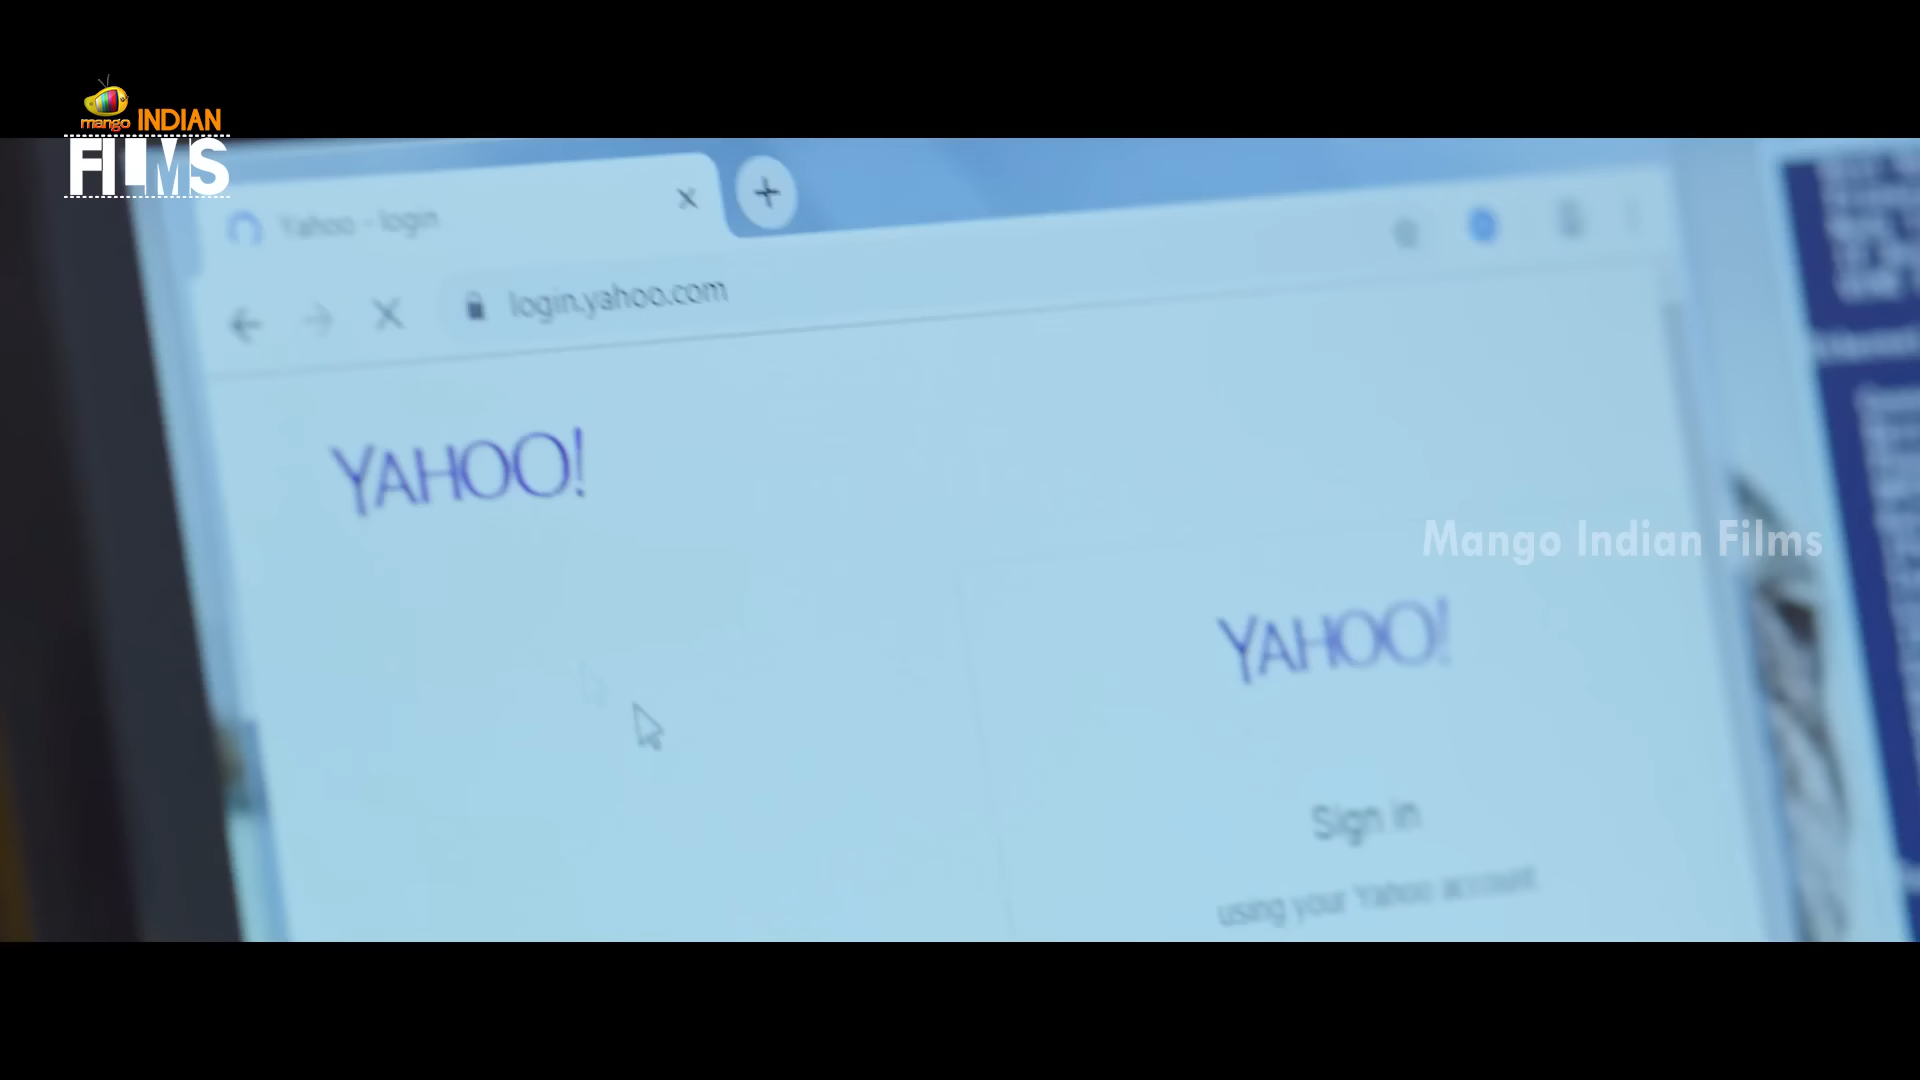 mango INDIAN
FILMS
Yahoo - login
login.yahoo.com
YAHOO!
Mango Indian Films
YAHOO!
Sign in
using your Yahoo account